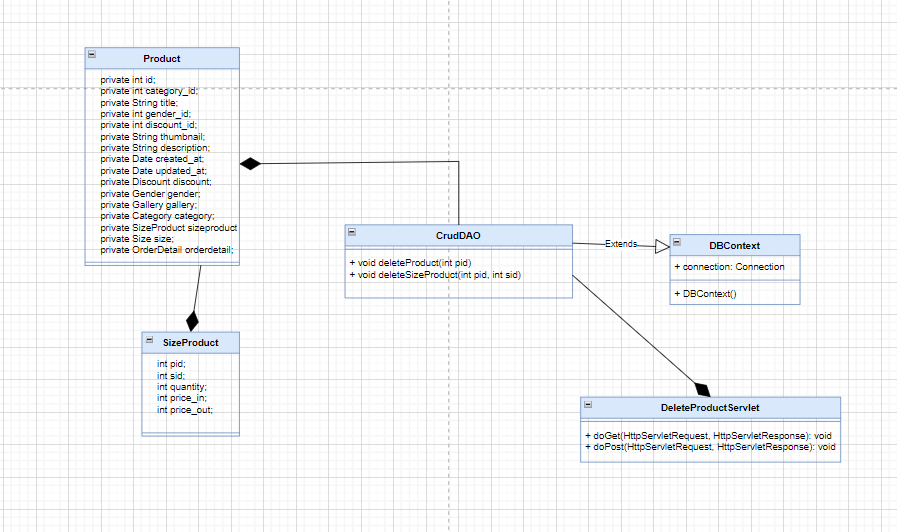 Product
private int id;
private int category_id;
private String title;
private int gender_id;
private int discount_id;
private String thumbnail;
private String description;
private Date created_at;
private Date updated_at;
private Discount discount;
private Gender gender;
private Gallery gallery;
private Category category;
private SizeProduct sizeproduct
private Size size;
private OrderDetail orderdetail;
CrudDAO
+ void deleteProduct(int pid)
+ void deleteSizeProduct(int pid, int sid)
Extends
DBContext
+ connection: Connection
+ DBContext()
SizeProduct
int pid;
int sid;
int quantity;
int price_in;
int price_out;
DeleteProductServlet
+ doGet(HttpServletRequest, HttpServletResponse): void
+ doPost(HttpServletRequest, HttpServletResponse): void